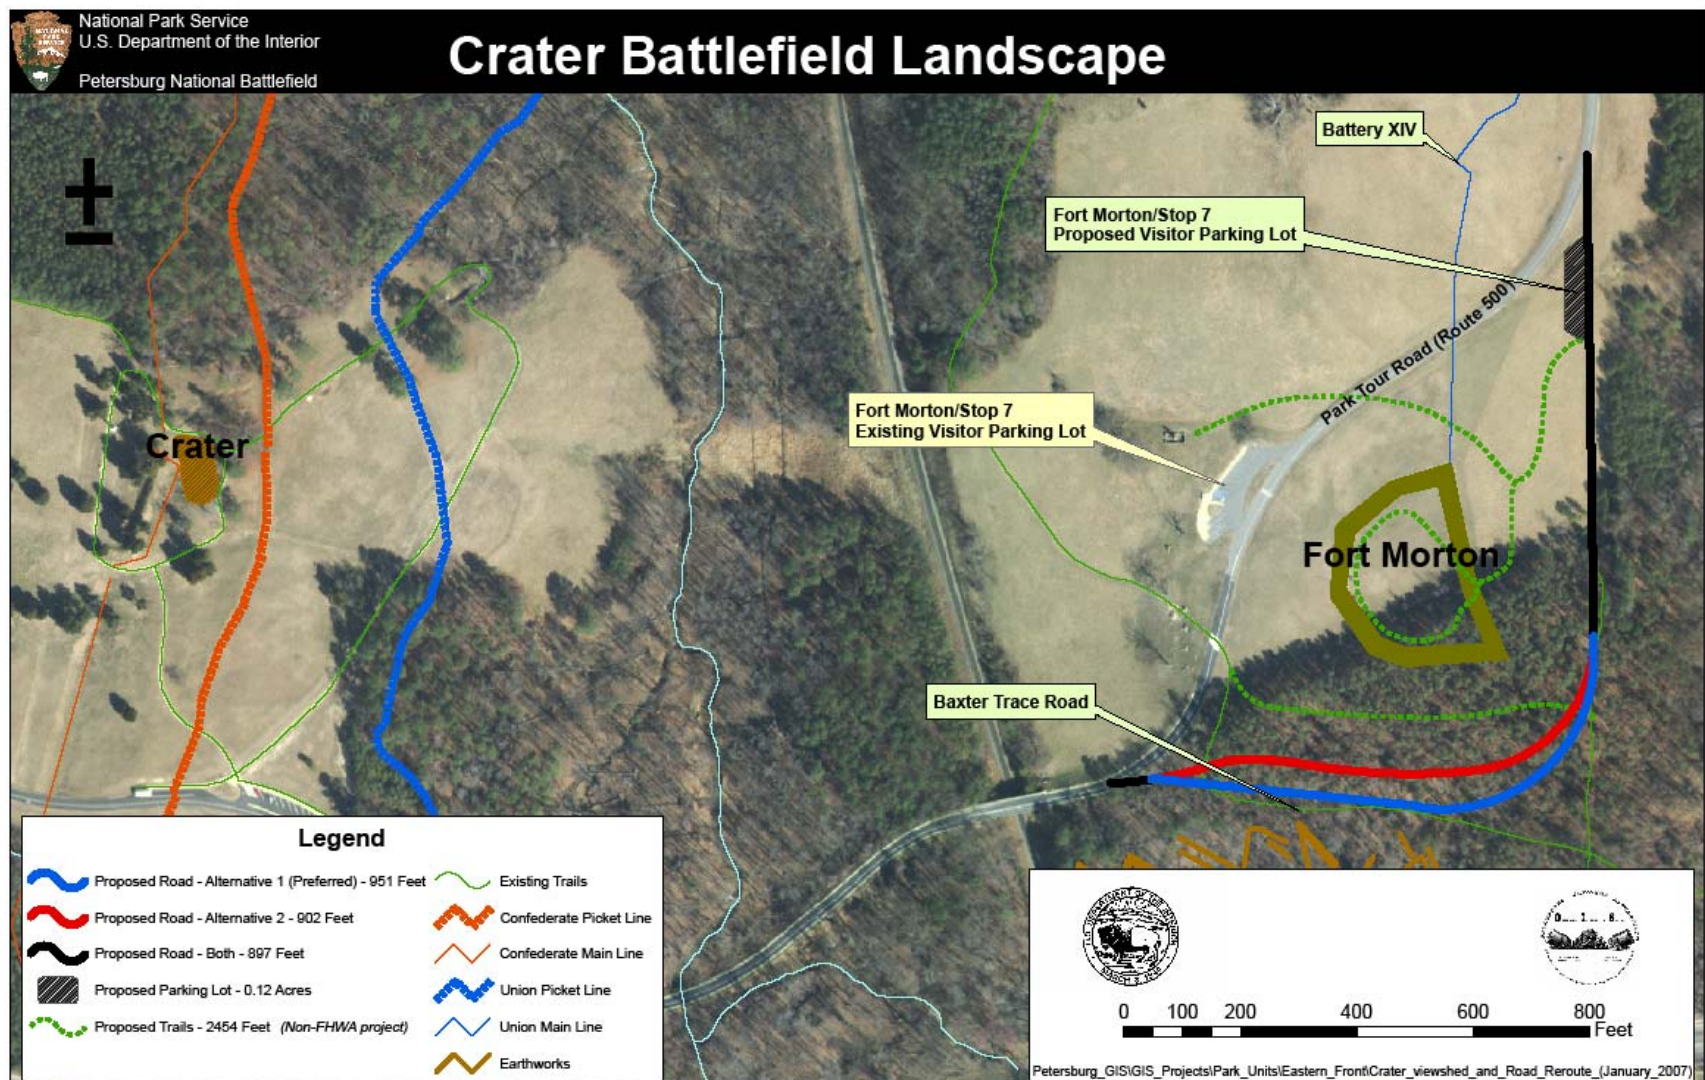 National Park Service
U.S. Department of the Interior
Petersburg National Battlefield
Crater Battlefield Landscape
Battery XIV
Fort Morton/Stop 7
Proposed Visitor Parking Lot
Park Tour Road (Route 500)
Fort Morton/Stop 7
Existing Visitor Parking Lot
Crater
Fort Morton
Baxter Trace Road
Legend
Proposed Road - Alternative 1 (Preferred) - 951 Feet
Proposed Road - Alternative 2 - 902 Feet
Proposed Road - Both - 897 Feet
Proposed Parking Lot - 0.12 Acres
Proposed Trails - 2454 Feet (Non-FHWA project)
Existing Trails
Confederate Picket Line
Confederate Main Line
Union Picket Line
Union Main Line
Earthworks
MARCH 3, 1849
0 100 200 400 600 800
Feet
Petersburg_GIS\GIS_Projects\Park_Units\Eastern_Front\Crater_viewshed_and_Road_Reroute_(January_2007)